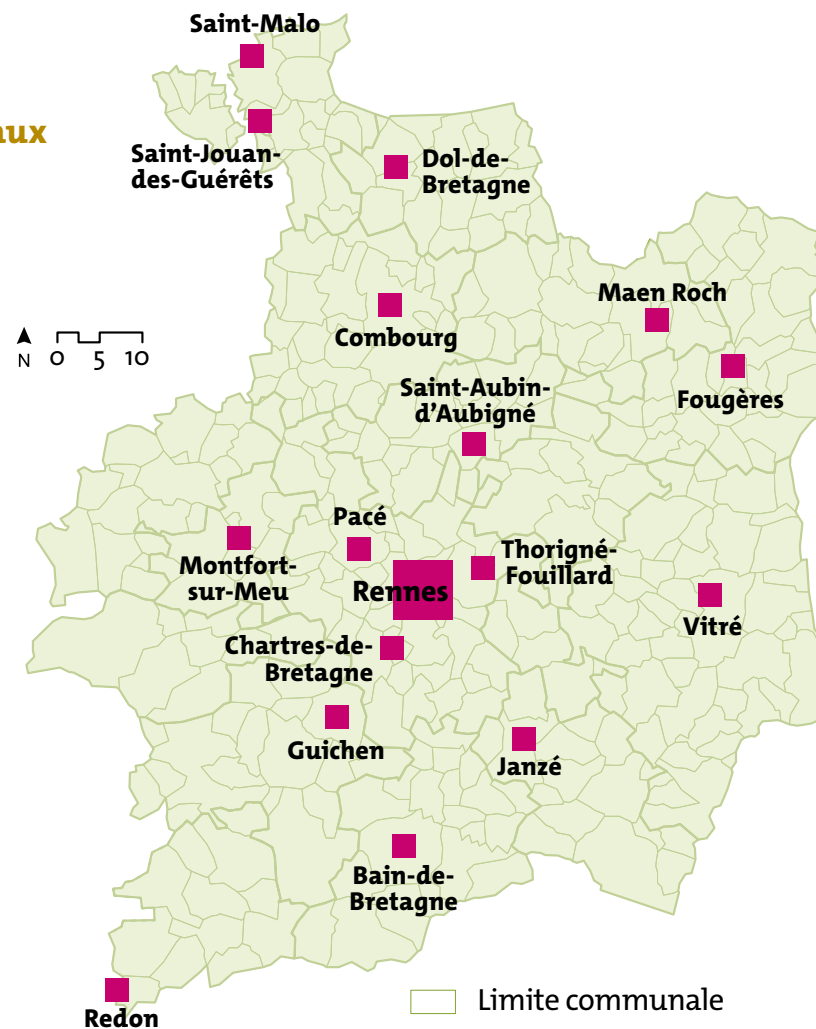 Saint-Malo
aux
Saint-Jouan-
des-Guérêts
Dol-de-
Bretagne
Maen Roch
Combourg
N 0 5 10
Saint-Aubin-
d'Aubigné
Fougères
Pacé
Montfort-
sur-Meu
Thorigné-
Fouillard
Rennes
Vitré
Chartres-de-
Bretagne
Guichen
Janzé
Bain-de-
Bretagne
Redon
Limite communale